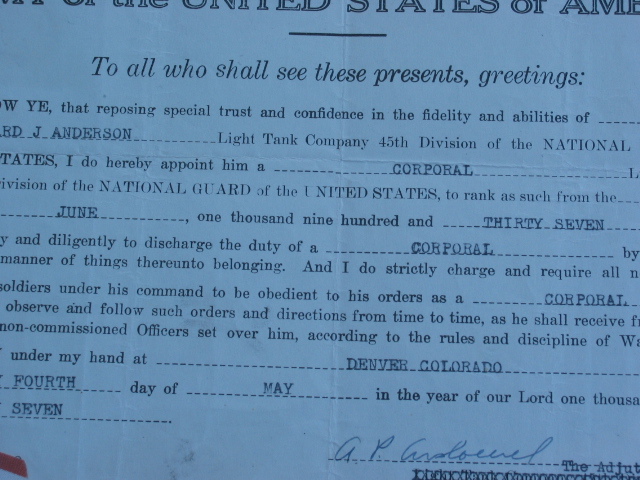 MY of the UNITED STATES of AME
To all who shall see these presents, greetings:
OW YE, that reposing special trust and confidence in the fidelity and abilities of
ARD J ANDERSON Light Tank Company 45th Division of the NATIONAL
STATES, I do hereby appoint him a CORPORAL L
ivision of the NATIONAL GUARD of the UNITED STATES, to rank as such from the
JUNE , one thousand nine hundred and THIRTY SEVEN
y and diligently to discharge the duty of a CORPORAL by
manner of things thereunto belonging. And I do strictly charge and require all n
soldiers under his command to be obedient to his orders as a CORPORAL
observe and follow such orders and directions from time to time, as he shall receive fr
non-commissioned Officers set over him, according to the rules and discipline of Wa
under my hand at DENVER COLORADO
Y FOURTH day of MAY in the year of our Lord one thousa
Y SEVEN .
The Adjut